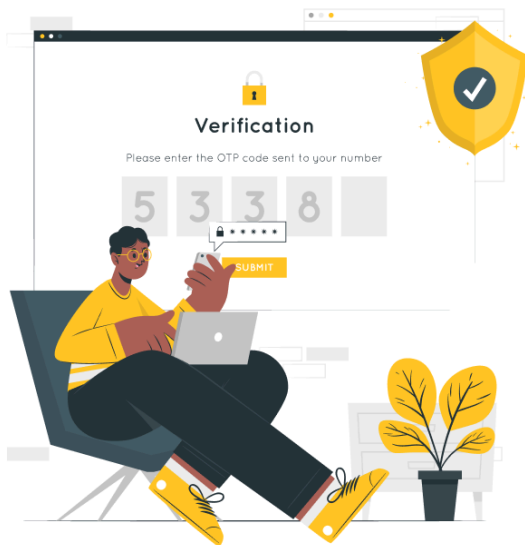 Verification
Please enter the OTP code sent to your number
5 3 3 8
* * * * *
SUBMIT